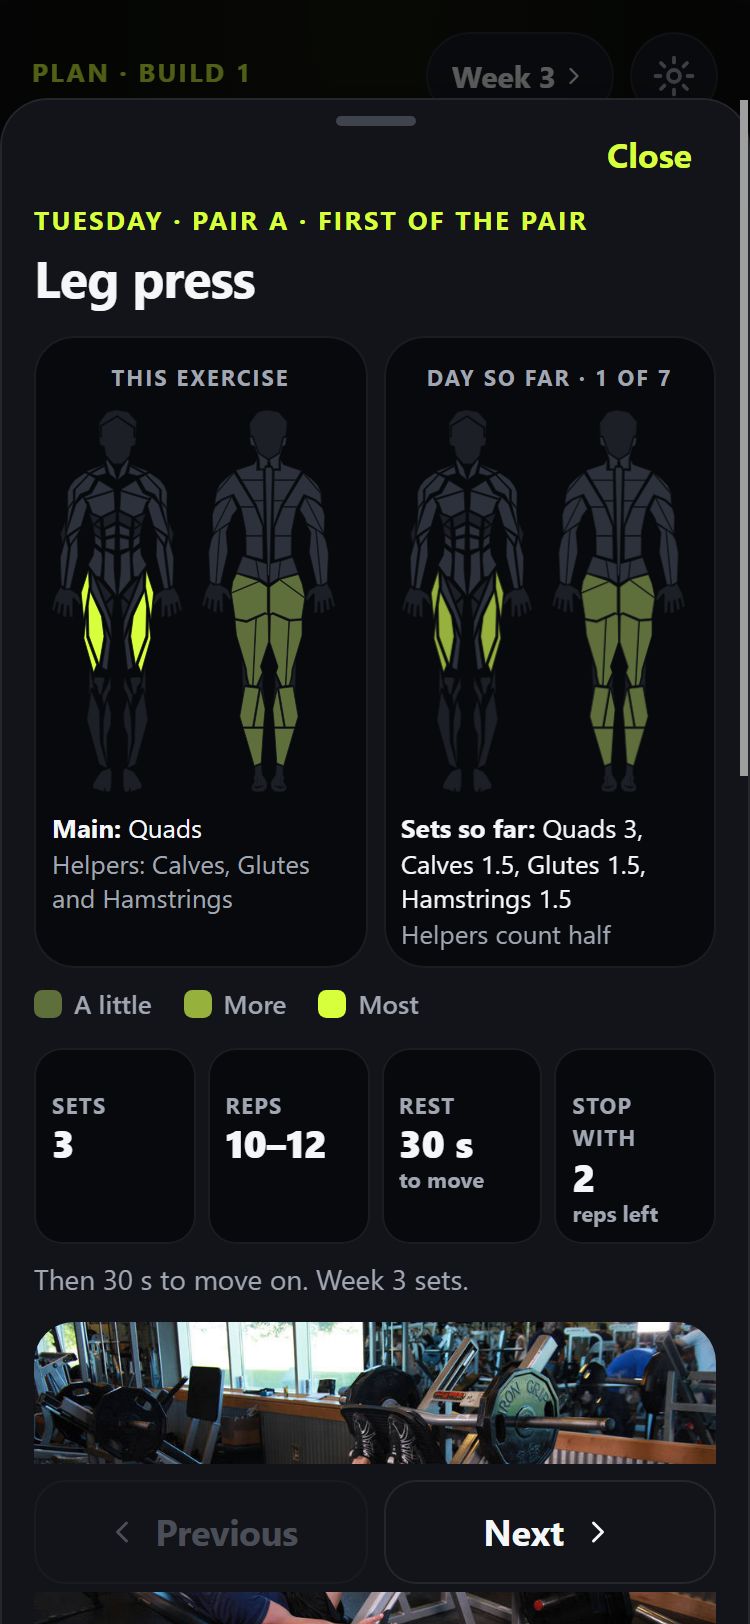 PLAN · BUILD 1
Week 3
Close
TUESDAY · PAIR A · FIRST OF THE PAIR
Leg press
THIS EXERCISE
Main: Quads
Helpers: Calves, Glutes
and Hamstrings
DAY SO FAR · 1 OF 7
Sets so far: Quads 3,
Calves 1.5, Glutes 1.5,
Hamstrings 1.5
Helpers count half
A little
More
Most
SETS
3
REPS
10–12
REST
30 s
to move
STOP
WITH
2
reps left
Then 30 s to move on. Week 3 sets.
IRON GRIP
Previous
Next